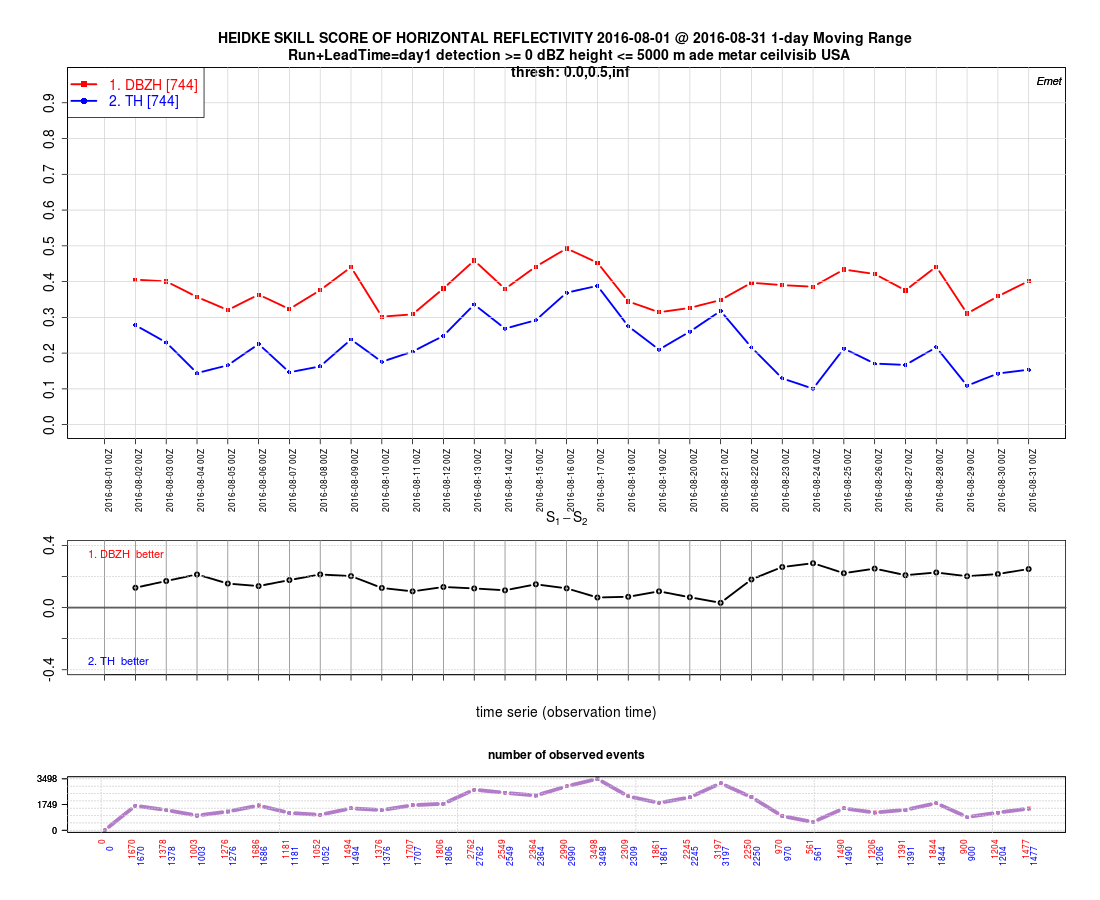 HEIDKE SKILL SCORE OF HORIZONTAL REFLECTIVITY 2016-08-01 @ 2016-08-31 1-day Moving Range
Run+LeadTime=day1 detection >= 0 dBZ height <= 5000 m ade metar ceilvisib USA
thresh: 0.0,0.5,inf
1. DBZH [744]
2. TH [744]
Emet
0.9
0.8
0.7
0.6
0.5
0.4
0.3
0.2
0.1
0.0
2016-08-01 00Z
2016-08-02 00Z
2016-08-03 00Z
2016-08-04 00Z
2016-08-05 00Z
2016-08-06 00Z
2016-08-07 00Z
2016-08-08 00Z
2016-08-09 00Z
2016-08-10 00Z
2016-08-11 00Z
2016-08-12 00Z
2016-08-13 00Z
2016-08-14 00Z
2016-08-15 00Z
2016-08-16 00Z
2016-08-17 00Z
2016-08-18 00Z
2016-08-19 00Z
2016-08-20 00Z
2016-08-21 00Z
2016-08-22 00Z
2016-08-23 00Z
2016-08-24 00Z
2016-08-25 00Z
2016-08-26 00Z
2016-08-27 00Z
2016-08-28 00Z
2016-08-29 00Z
2016-08-30 00Z
2016-08-31 00Z
S1 – S2
0.4
0.0
-0.4
1. DBZH better
2. TH better
time serie (observation time)
number of observed events
3498
1749
0
0
0
1670
1670
1378
1378
1003
1003
1276
1276
1686
1686
1181
1181
1052
1052
1494
1494
1376
1376
1707
1707
1806
1806
2762
2762
2549
2549
2364
2364
2990
2990
3498
3498
2309
2309
1861
1861
2245
2245
3197
3197
2250
2250
970
970
561
561
1490
1490
1206
1206
1391
1391
1844
1844
900
900
1204
1204
1477
1477